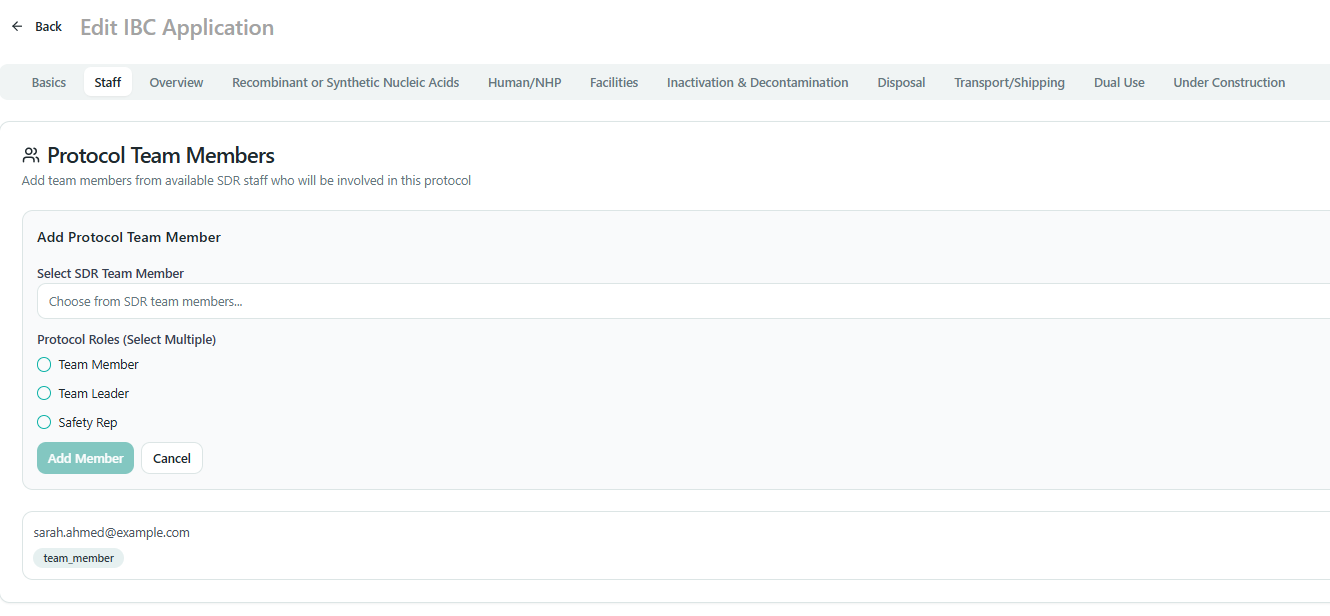 Back Edit IBC Application
Basics Staff Overview Recombinant or Synthetic Nucleic Acids Human/NHP Facilities Inactivation & Decontamination Disposal Transport/Shipping Dual Use Under Construction
Protocol Team Members
Add team members from available SDR staff who will be involved in this protocol
Add Protocol Team Member
Select SDR Team Member
Choose from SDR team members...
Protocol Roles (Select Multiple)
Team Member
Team Leader
Safety Rep
Add Member Cancel
sarah.ahmed@example.com
team_member